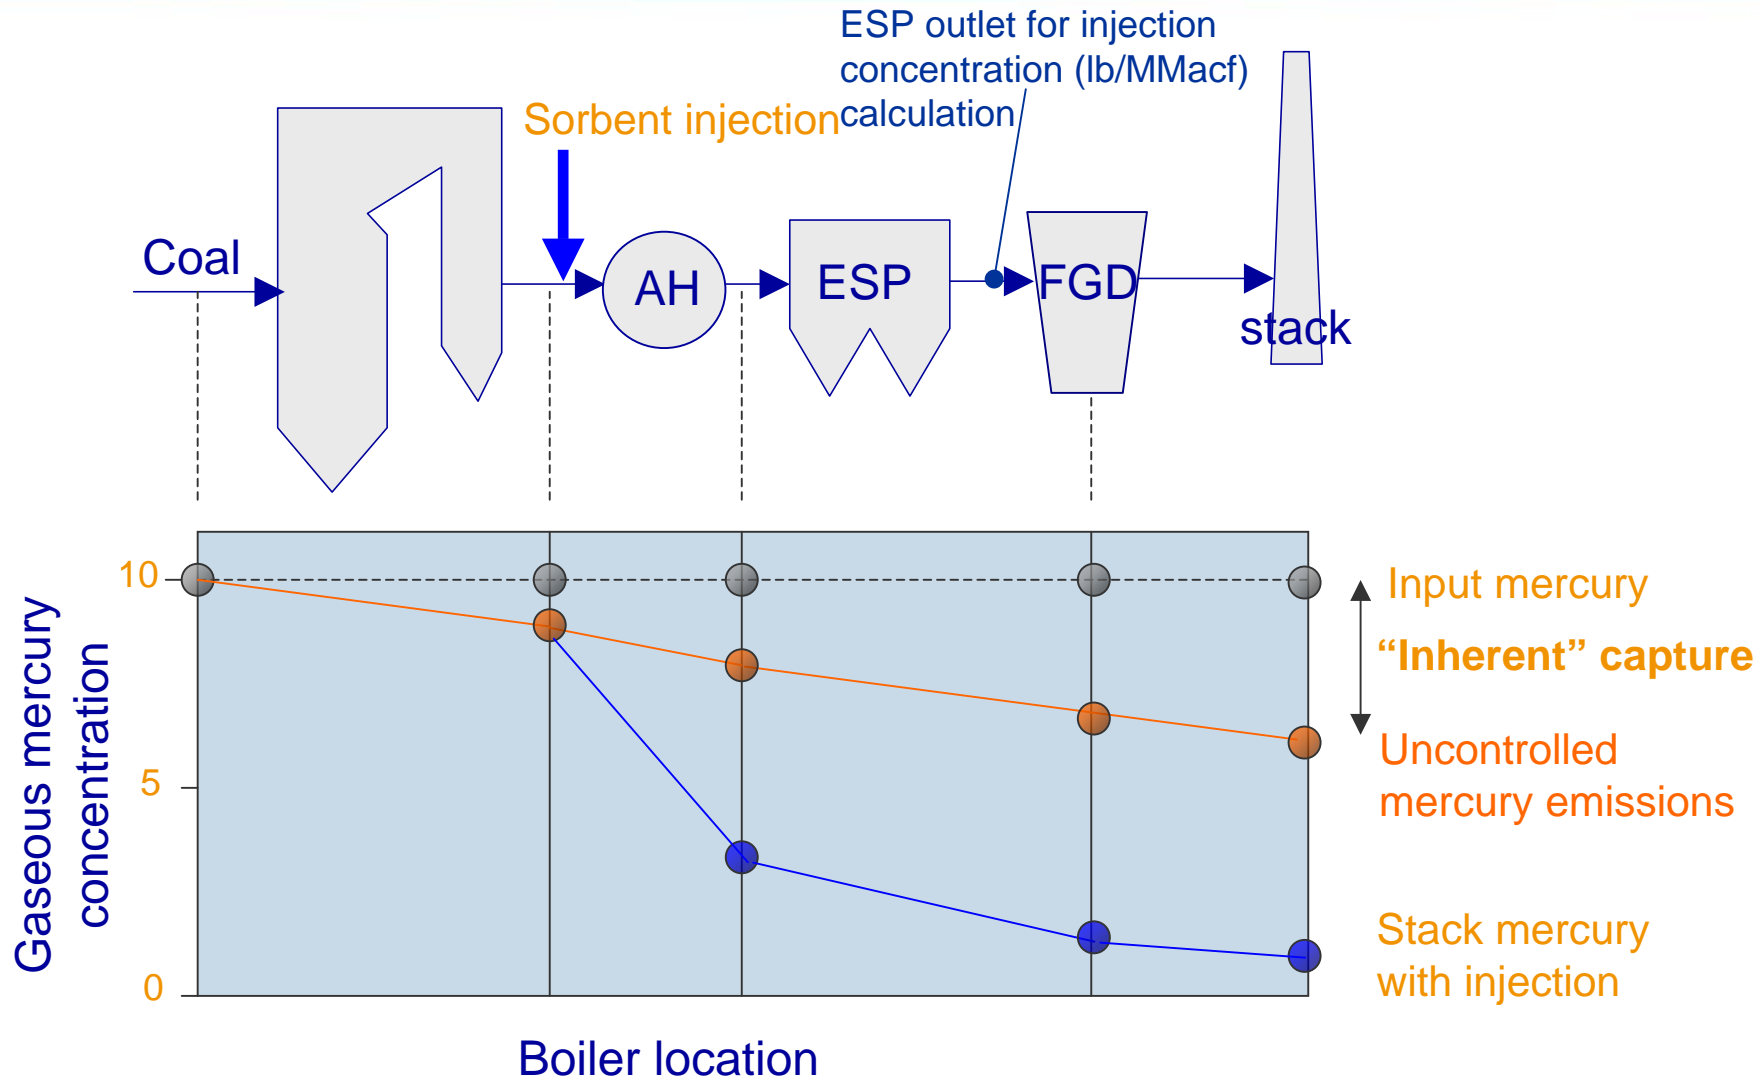 ESP outlet for injection
concentration (lb/MMacf)
calculation
Sorbent injection
Coal
AH
ESP
FGD
stack
10
5
0
Gaseous mercury
concentration
Boiler location
Input mercury
“Inherent” capture
Uncontrolled
mercury emissions
Stack mercury
with injection